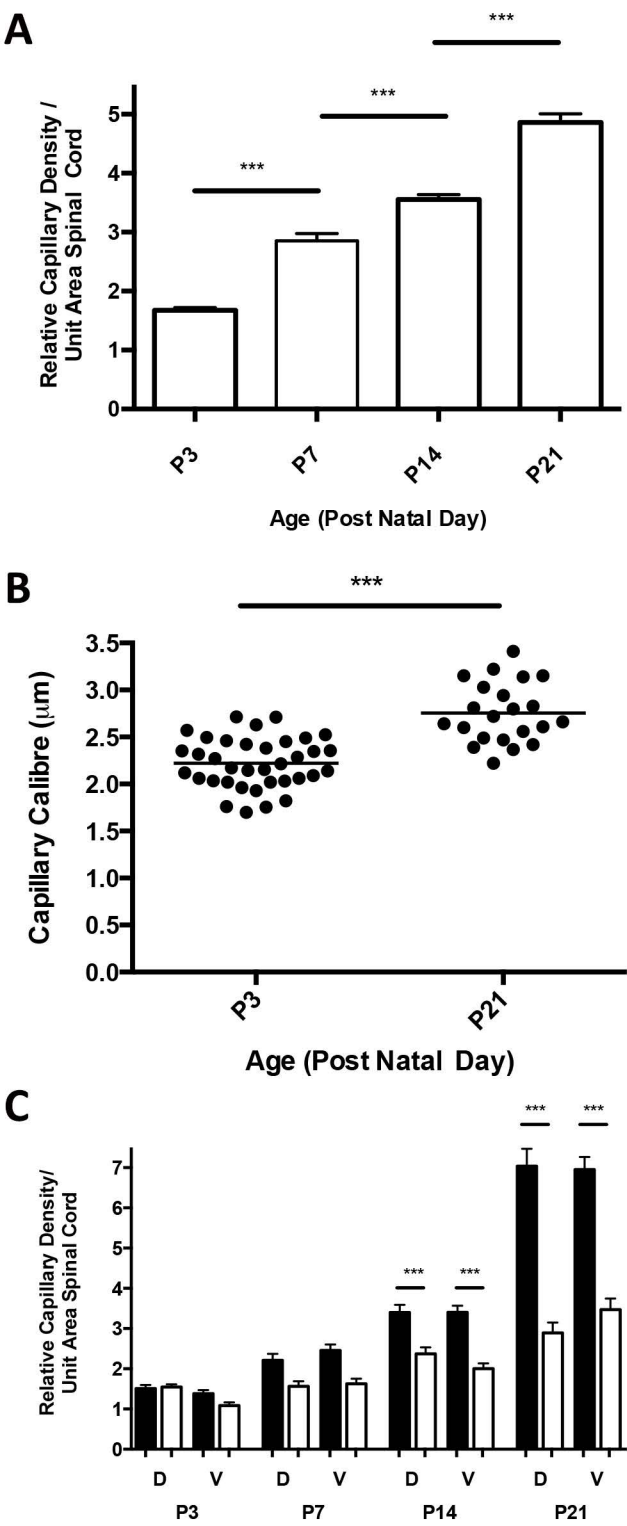 A
***
***
***
Relative Capillary Density /
Unit Area Spinal Cord
5
4
3
2
1
0
P3 P7 P14 P21
Age (Post Natal Day)
B
***
Capillary Calibre (μm)
3.5
3.0
2.5
2.0
1.5
1.0
0.5
0.0
P3 P21
Age (Post Natal Day)
C
*** ***
*** ***
Relative Capillary Density/
Unit Area Spinal Cord
7
6
5
4
3
2
1
0
D V D V D V D V
P3 P7 P14 P21